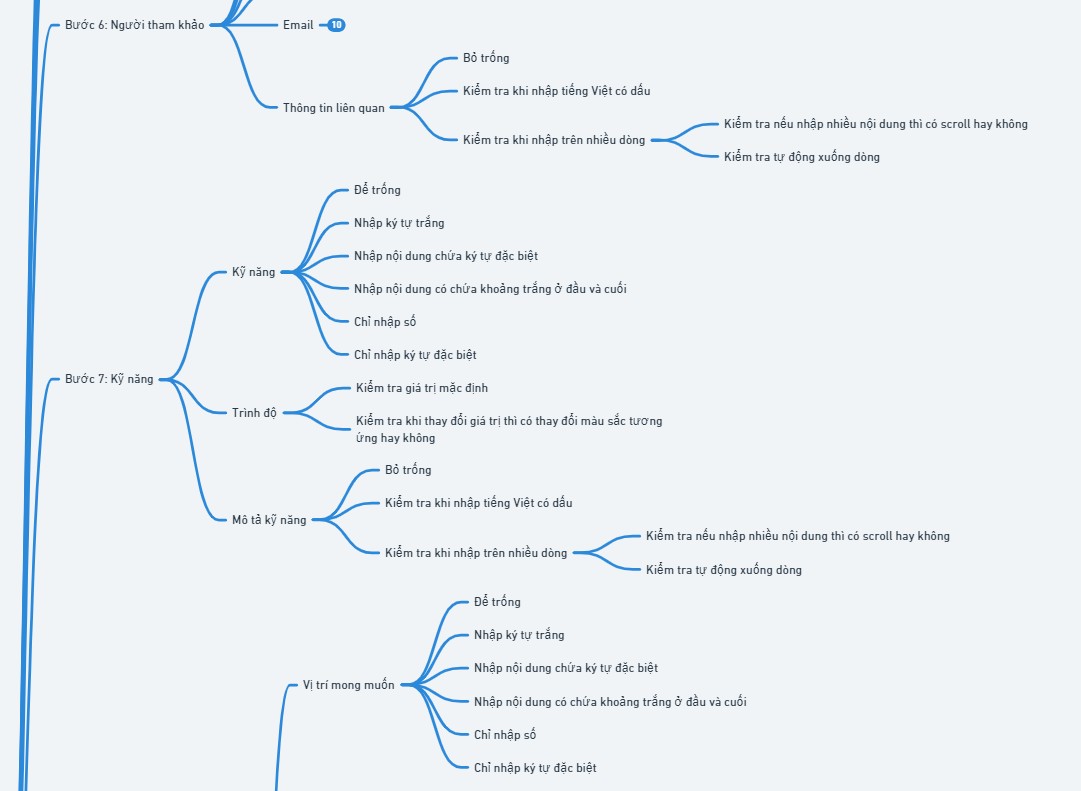 Bước 6: Người tham khảo
Email
10
Thông tin liên quan
Bỏ trống
Kiểm tra khi nhập tiếng Việt có dấu
Kiểm tra khi nhập trên nhiều dòng
Kiểm tra nếu nhập nhiều nội dung thì có scroll hay không
Kiểm tra tự động xuống dòng
Bước 7: Kỹ năng
Kỹ năng
Để trống
Nhập ký tự trắng
Nhập nội dung chứa ký tự đặc biệt
Nhập nội dung có chứa khoảng trắng ở đầu và cuối
Chỉ nhập số
Chỉ nhập ký tự đặc biệt
Trình độ
Kiểm tra giá trị mặc định
Kiểm tra khi thay đổi giá trị thì có thay đổi màu sắc tương
ứng hay không
Mô tả kỹ năng
Bỏ trống
Kiểm tra khi nhập tiếng Việt có dấu
Kiểm tra khi nhập trên nhiều dòng
Kiểm tra nếu nhập nhiều nội dung thì có scroll hay không
Kiểm tra tự động xuống dòng
Vị trí mong muốn
Để trống
Nhập ký tự trắng
Nhập nội dung chứa ký tự đặc biệt
Nhập nội dung có chứa khoảng trắng ở đầu và cuối
Chỉ nhập số
Chỉ nhập ký tự đặc biệt